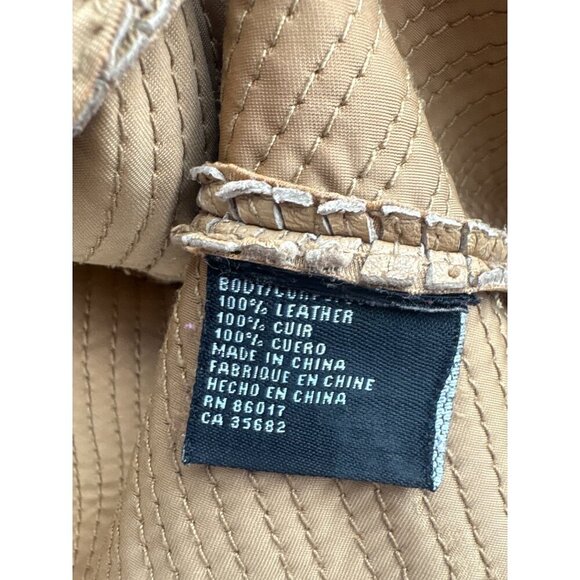 100% LEATHER
100% CUIR
100% CUERO
MADE IN CHINA
FABRIQUE EN CHINE
HECHO EN CHINA
RN 86017
CA 35682